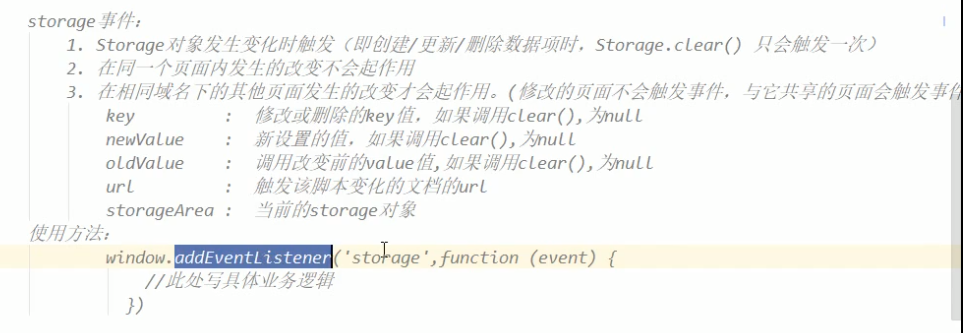 storage事件:
1. Storage对象发生变化时触发（即创建/更新/删除数据项时，Storage.clear() 只会触发一次）
2. 在同一个页面内发生的改变不会起作用
3. 在相同域名下的其他页面发生的改变才会起作用。(修改的页面不会触发事件，与它共享的页面会触发事件
key : 修改或删除的key值，如果调用clear(),为null
newValue : 新设置的值，如果调用clear(),为null
oldValue : 调用改变前的value值,如果调用clear(),为null
url : 触发该脚本变化的文档的url
storageArea : 当前的storage对象
使用方法:
window.addEventListener('storage',function (event) {
//此处写具体业务逻辑
})